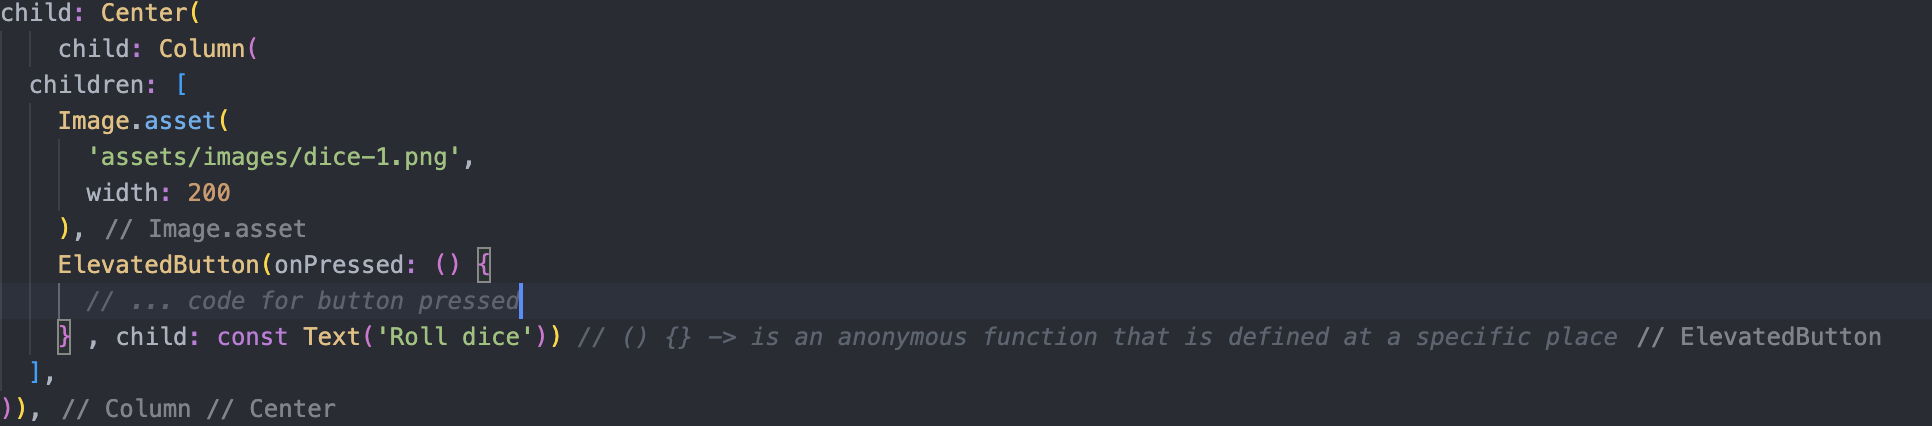 child: Center(
child: Column(
children: [
Image.asset(
'assets/images/dice-1.png',
width: 200
), // Image.asset
ElevatedButton(onPressed: () {
// ... code for button pressed
} , child: const Text('Roll dice')) // () {} -> is an anonymous function that is defined at a specific place // ElevatedButton
],
)), // Column // Center